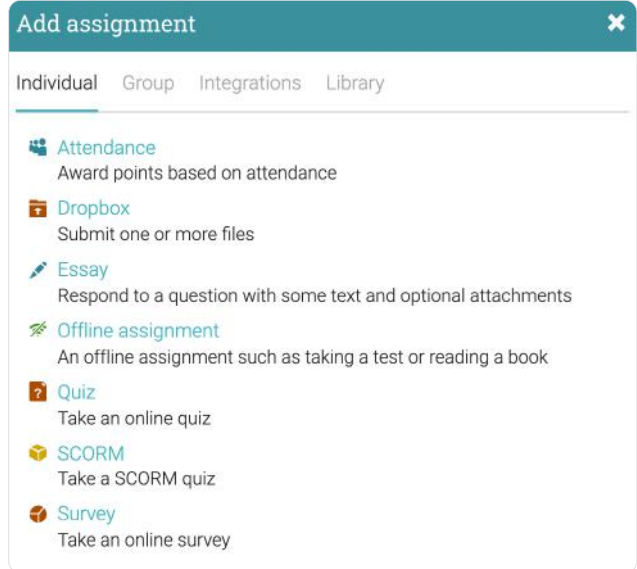 Add assignment
Individual Group Integrations Library
Attendance
Award points based on attendance
Dropbox
Submit one or more files
Essay
Respond to a question with some text and optional attachments
Offline assignment
An offline assignment such as taking a test or reading a book
Quiz
Take an online quiz
SCORM
Take a SCORM quiz
Survey
Take an online survey